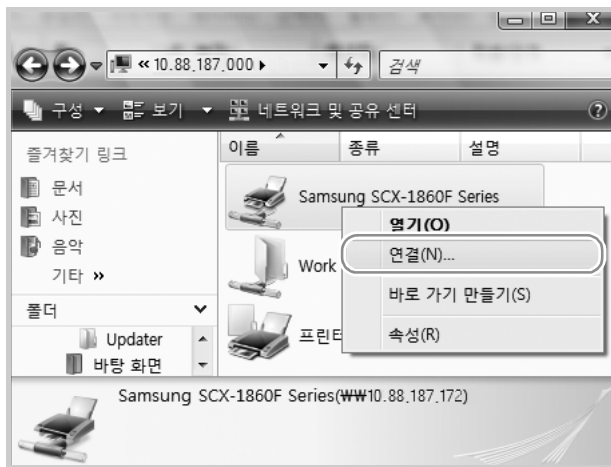 « 10.88.187.000
검색
구성 보기 네트워크 및 공유 센터
즐겨찾기 링크
문서
사진
음악
기타 »
폴더
Updater
바탕 화면
이름 종류 설명
Samsung SCX-1860F Series
Work
프린터
열기(O)
연결(N)...
바로 가기 만들기(S)
속성(R)
Samsung SCX-1860F Series(₩₩10.88.187.172)